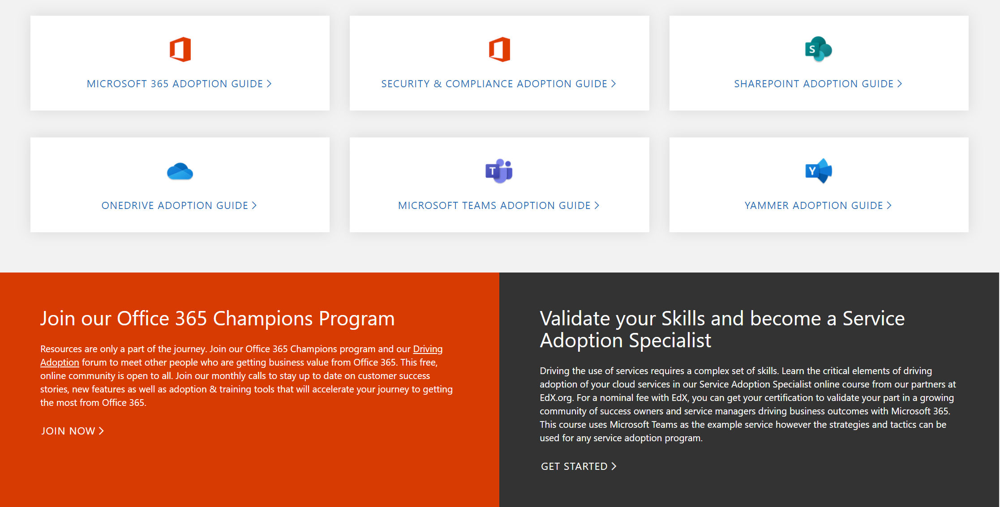 S
MICROSOFT 365 ADOPTION GUIDE
SECURITY & COMPLIANCE ADOPTION GUIDE
SHAREPOINT ADOPTION GUIDE
T
Y
ONEDRIVE ADOPTION GUIDE
MICROSOFT TEAMS ADOPTION GUIDE
YAMMER ADOPTION GUIDE
Join our Office 365 Champions Program
Resources are only a part of the journey. Join our Office 365 Champions program and our Driving
Adoption forum to meet other people who are getting business value from Office 365. This free,
online community is open to all. Join our monthly calls to stay up to date on customer success
stories, new features as well as adoption & training tools that will accelerate your journey to getting
the most from Office 365.
JOIN NOW
Validate your Skills and become a Service
Adoption Specialist
Driving the use of services requires a complex set of skills. Learn the critical elements of driving
adoption of your cloud services in our Service Adoption Specialist online course from our partners at
EdX.org. For a nominal fee with EdX, you can get your certification to validate your part in a growing
community of success owners and service managers driving business outcomes with Microsoft 365.
This course uses Microsoft Teams as the example service however the strategies and tactics can be
used for any service adoption program.
GET STARTED